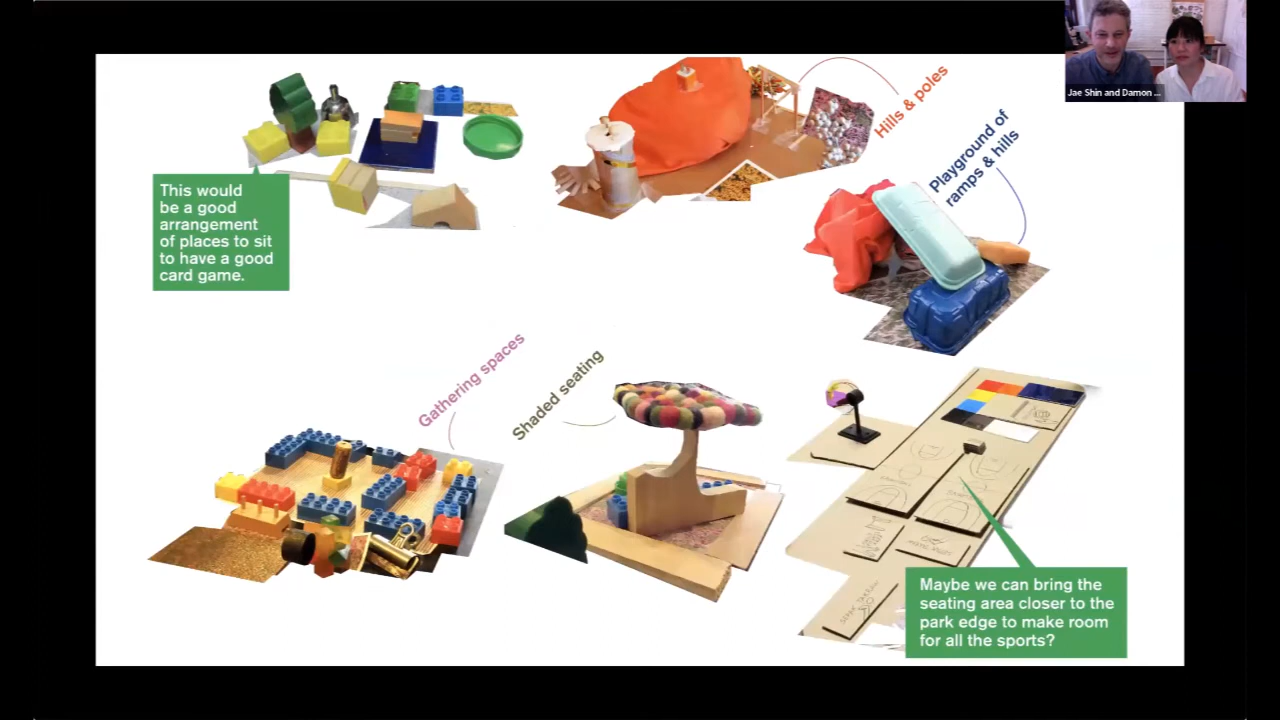 Jae Shin and Damon ...
Hills & poles
Playground of
ramps & hills
This would
be a good
arrangement
of places to sit
to have a good
card game.
Gathering spaces
Shaded seating
Maybe we can bring the
seating area closer to the
park edge to make room
for all the sports?